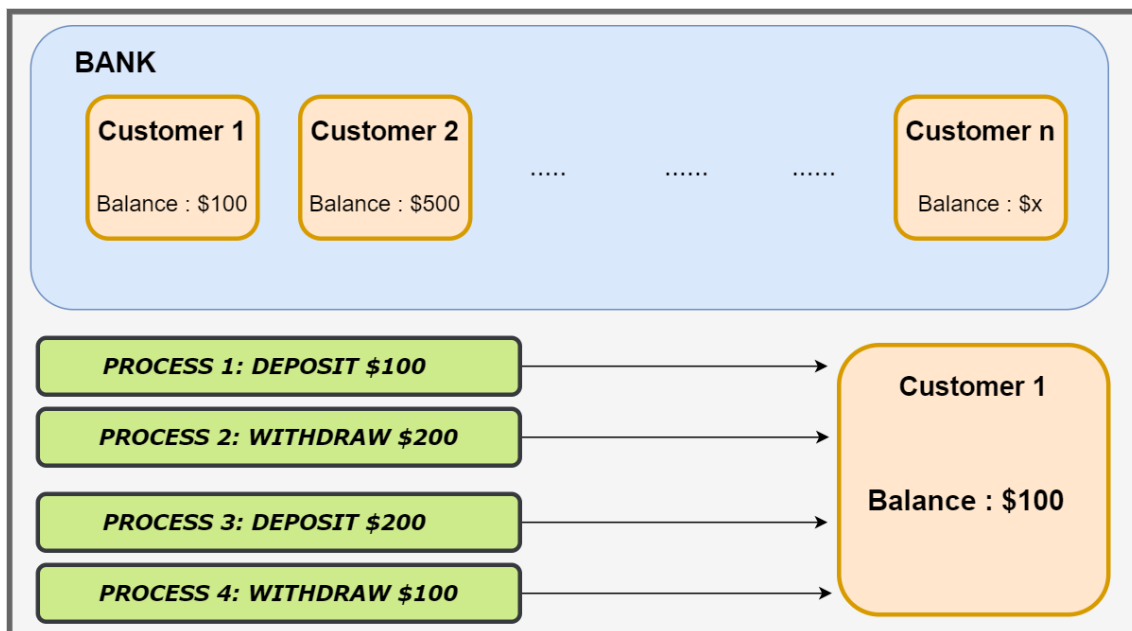 BANK
Customer 1
Balance : $100
Customer 2
Balance : $500
.....
......
......
Customer n
Balance : $x
PROCESS 1: DEPOSIT $100
PROCESS 2: WITHDRAW $200
PROCESS 3: DEPOSIT $200
PROCESS 4: WITHDRAW $100
Customer 1
Balance : $100